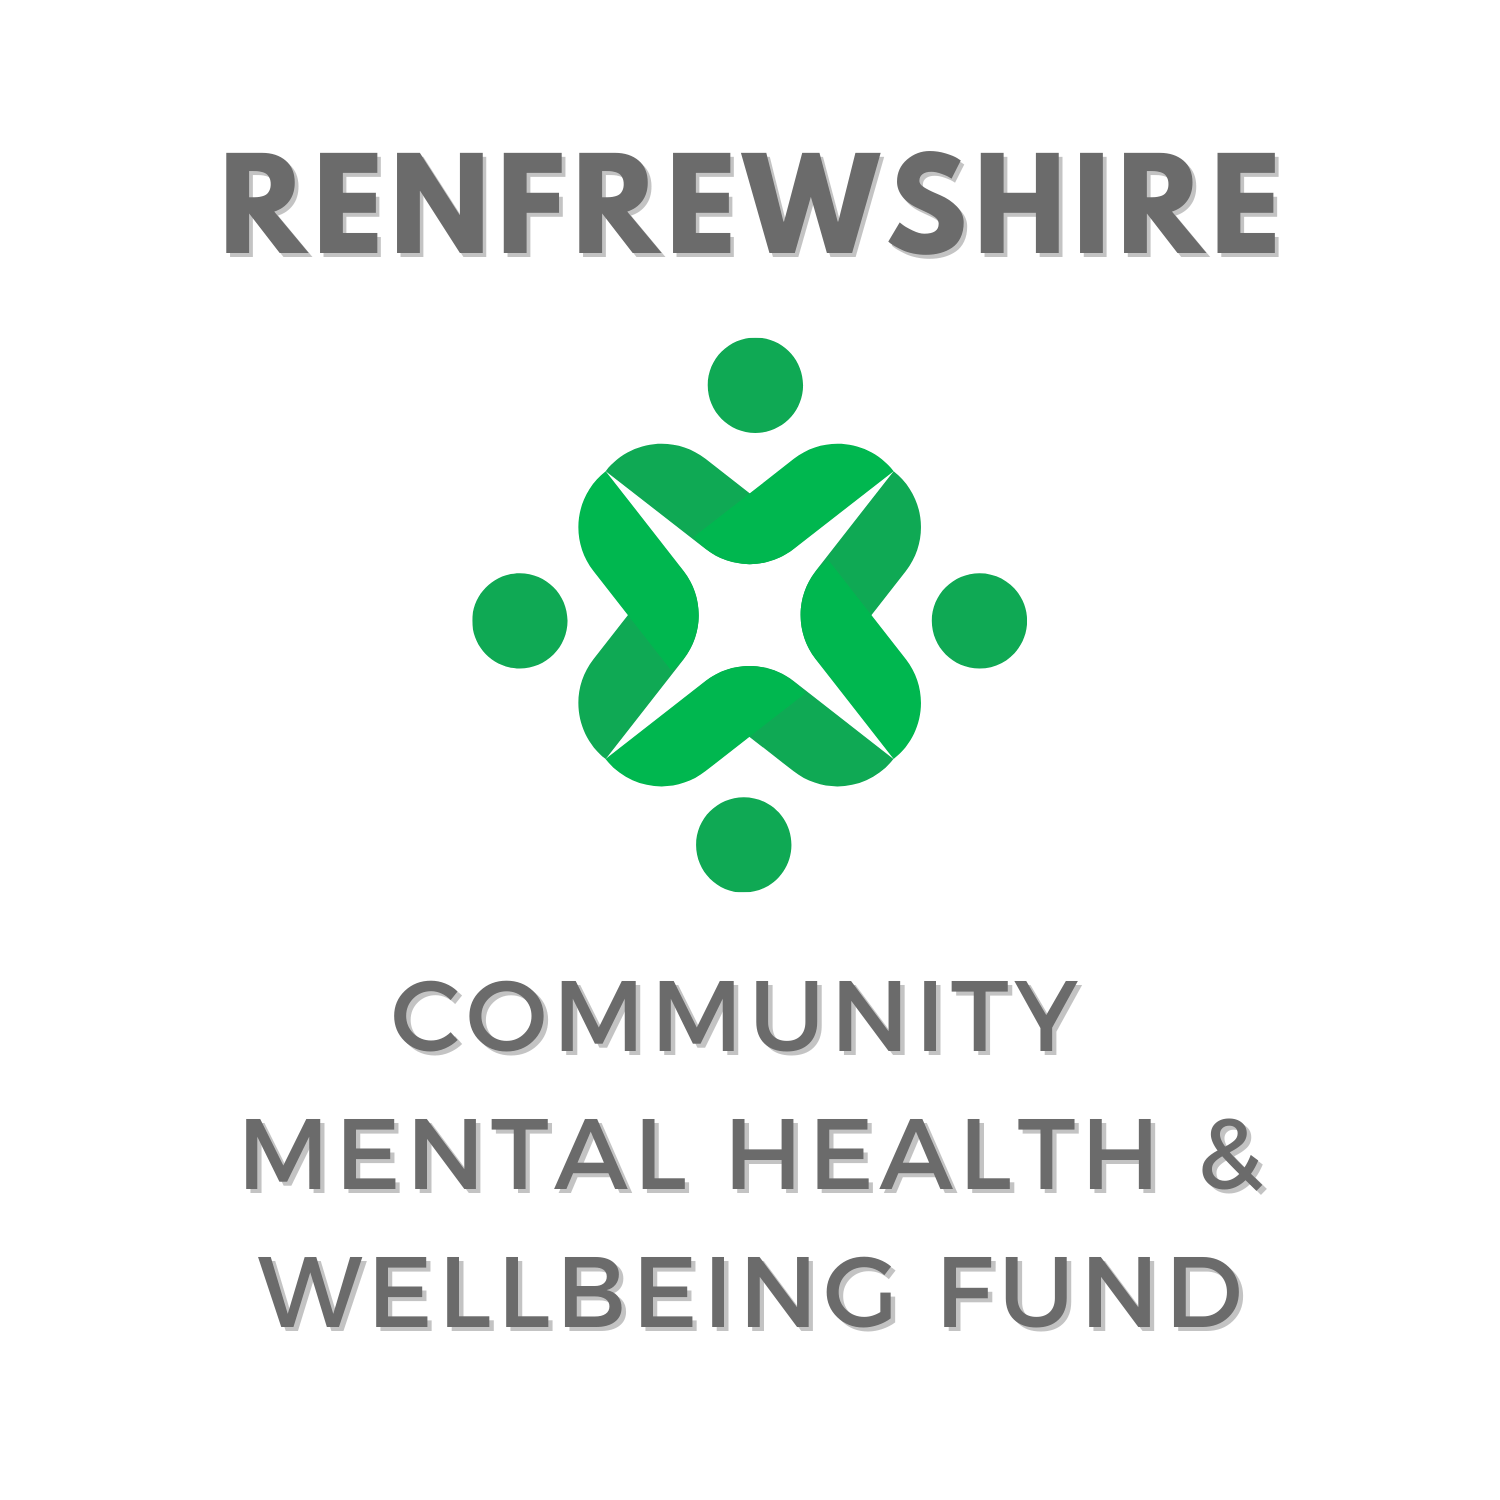 RENFREWSHIRE
COMMUNITY
MENTAL HEALTH &
WELLBEING FUND